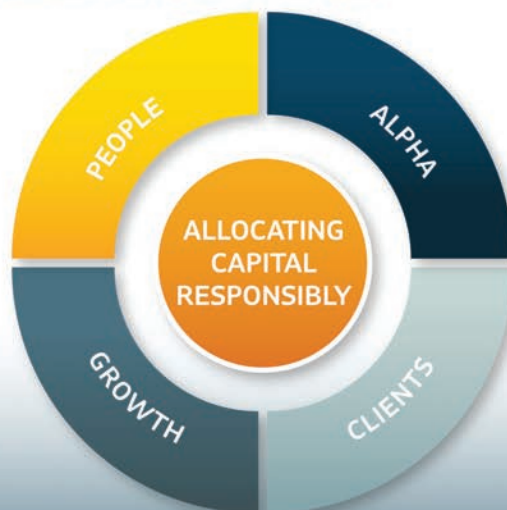 PEOPLE
ALPHA
ALLOCATING
CAPITAL
RESPONSIBLY
GROWTH
CLIENTS